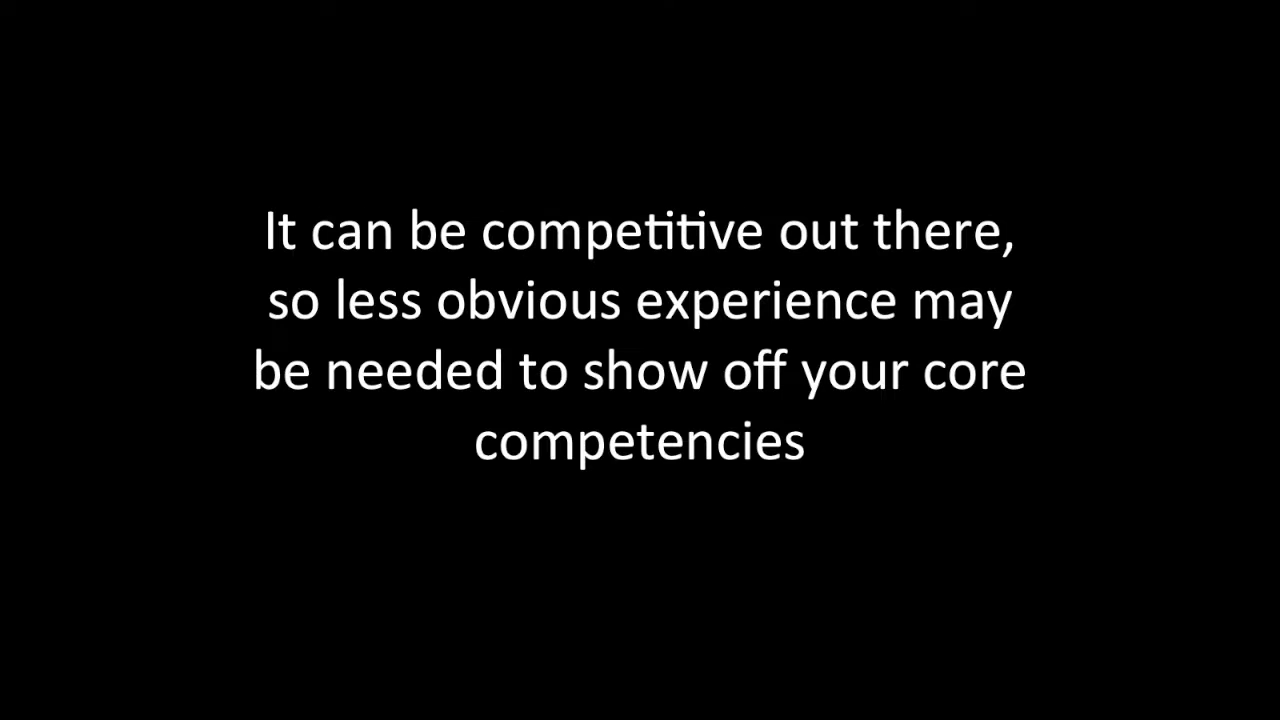 It can be competitive out there,
so less obvious experience may
be needed to show off your core
competencies